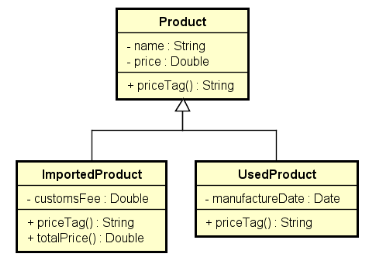 Product
- name : String
- price : Double
+ priceTag() : String
ImportedProduct
- customsFee : Double
+ priceTag() : String
+ totalPrice() : Double
UsedProduct
- manufactureDate : Date
+ priceTag() : String